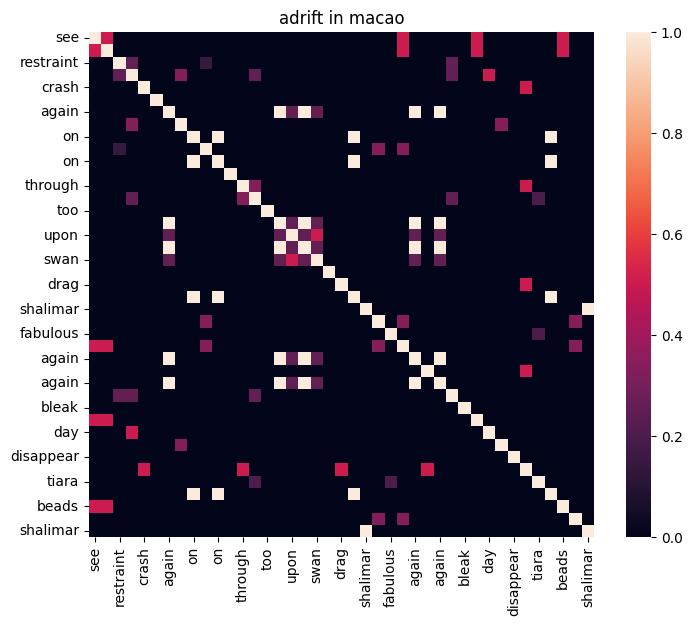 adrift in macao
see
restraint
crash
again
on
on
through
too
upon
swan
drag
shalimar
fabulous
again
again
bleak
day
disappear
tiara
beads
shalimar
1.0
0.8
0.6
0.4
0.2
0.0
see
restraint
crash
again
on
on
through
too
upon
swan
drag
shalimar
fabulous
again
again
bleak
day
disappear
tiara
beads
shalimar